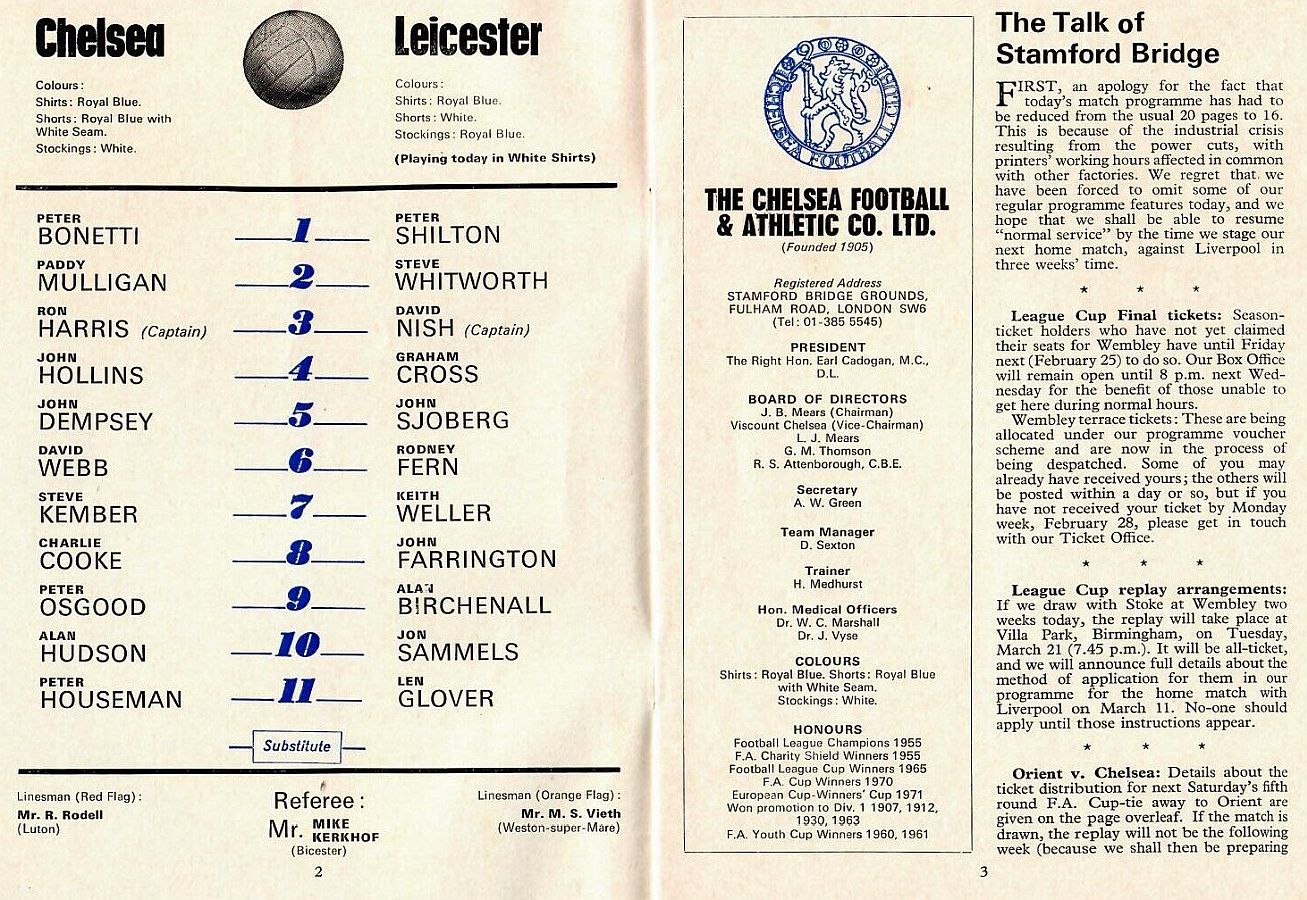 Chelsea
Colours:
Shirts: Royal Blue.
Shorts: Royal Blue with
White Seam.
Stockings: White.
Leicester
Colours:
Shirts: Royal Blue.
Shorts: White.
Stockings: Royal Blue.
(Playing today in White Shirts)
PETER
BONETTI
1
PETER
SHILTON
PADDY
MULLIGAN
2
STEVE
WHITWORTH
RON
HARRIS (Captain)
3
DAVID
NISH (Captain)
JOHN
HOLLINS
4
GRAHAM
CROSS
JOHN
DEMPSEY
5
JOHN
SJOBERG
DAVID
WEBB
6
RODNEY
FERN
STEVE
KEMBER
7
KEITH
WELLER
CHARLIE
COOKE
8
JOHN
FARRINGTON
PETER
OSGOOD
9
ALAN
BIRCHENALL
ALAN
HUDSON
10
JON
SAMMELS
PETER
HOUSEMAN
11
LEN
GLOVER
Substitute
Linesman (Red Flag):
Mr. R. Rodell
(Luton)
Referee:
Mr. MIKE
KERKHOF
(Bicester)
Linesman (Orange Flag):
Mr. M. S. Vieth
(Weston-super-Mare)
2
CHELSEA FOOTBALL CLUB
THE CHELSEA FOOTBALL
& ATHLETIC CO. LTD.
(Founded 1905)
Registered Address
STAMFORD BRIDGE GROUNDS,
FULHAM ROAD, LONDON SW6
(Tel: 01-385 5545)
PRESIDENT
The Right Hon. Earl Cadogan, M.C.,
D.L.
BOARD OF DIRECTORS
J. B. Mears (Chairman)
Viscount Chelsea (Vice-Chairman)
L. J. Mears
G. M. Thomson
R. S. Attenborough, C.B.E.
Secretary
A. W. Green
Team Manager
D. Sexton
Trainer
H. Medhurst
Hon. Medical Officers
Dr. W. C. Marshall
Dr. J. Vyse
COLOURS
Shirts: Royal Blue. Shorts: Royal Blue
with White Seam.
Stockings: White.
HONOURS
Football League Champions 1955
F.A. Charity Shield Winners 1955
Football League Cup Winners 1965
F.A. Cup Winners 1970
European Cup-Winners' Cup 1971
Won promotion to Div. 1 1907, 1912,
1930, 1963
F.A. Youth Cup Winners 1960, 1961
The Talk of
Stamford Bridge
FIRST, an apology for the fact that
today's match programme has had to
be reduced from the usual 20 pages to 16.
This is because of the industrial crisis
resulting from the power cuts, with
printers' working hours affected in common
with other factories. We regret that we
have been forced to omit some of our
regular programme features today, and we
hope that we shall be able to resume
"normal service" by the time we stage our
next home match, against Liverpool in
three weeks' time.
* * *
League Cup Final tickets: Season-
ticket holders who have not yet claimed
their seats for Wembley have until Friday
next (February 25) to do so. Our Box Office
will remain open until 8 p.m. next Wed-
nesday for the benefit of those unable to
get here during normal hours.
Wembley terrace tickets: These are being
allocated under our programme voucher
scheme and are now in the process of
being despatched. Some of you may
already have received yours; the others will
be posted within a day or so, but if you
have not received your ticket by Monday
week, February 28, please get in touch
with our Ticket Office.
* * *
League Cup replay arrangements:
If we draw with Stoke at Wembley two
weeks today, the replay will take place at
Villa Park, Birmingham, on Tuesday,
March 21 (7.45 p.m.). It will be all-ticket,
and we will announce full details about the
method of application for them in our
programme for the home match with
Liverpool on March 11. No-one should
apply until those instructions appear.
* * *
Orient v. Chelsea: Details about the
ticket distribution for next Saturday's fifth
round F.A. Cup-tie away to Orient are
given on the page overleaf. If the match is
drawn, the replay will not be the following
week (because we shall then be preparing
3